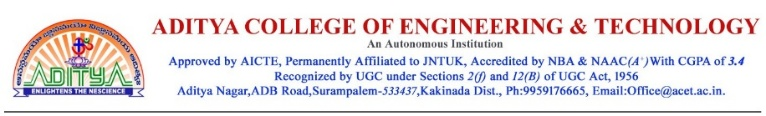 ADITYA
ENLIGHTENS THE NESCIENCE
ADITYA COLLEGE OF ENGINEERING & TECHNOLOGY
An Autonomous Institution
Approved by AICTE, Permanently Affiliated to JNTUK, Accredited by NBA & NAAC(A+)With CGPA of 3.4
Recognized by UGC under Sections 2(f) and 12(B) of UGC Act, 1956
Aditya Nagar,ADB Road,Surampalem-533437,Kakinada Dist., Ph:9959176665, Email:Office@acet.ac.in.